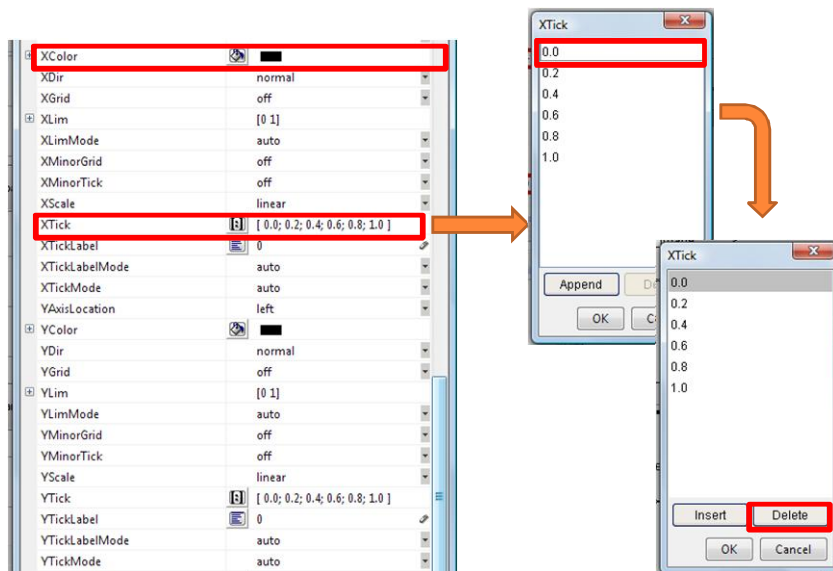 XColor
XDir normal
XGrid off
XLim [0 1]
XLimMode auto
XMinorGrid off
XMinorTick off
XScale linear
XTick [ 0.0; 0.2; 0.4; 0.6; 0.8; 1.0 ]
XTickLabel 0
XTickLabelMode auto
XTickMode auto
YAxisLocation left
YColor
YDir normal
YGrid off
YLim [0 1]
YLimMode auto
YMinorGrid off
YMinorTick off
YScale linear
YTick [ 0.0; 0.2; 0.4; 0.6; 0.8; 1.0 ]
YTickLabel 0
YTickLabelMode auto
YTickMode auto
XTick
0.0
0.2
0.4
0.6
0.8
1.0
Append
OK
XTick
0.0
0.2
0.4
0.6
0.8
1.0
Insert Delete
OK Cancel